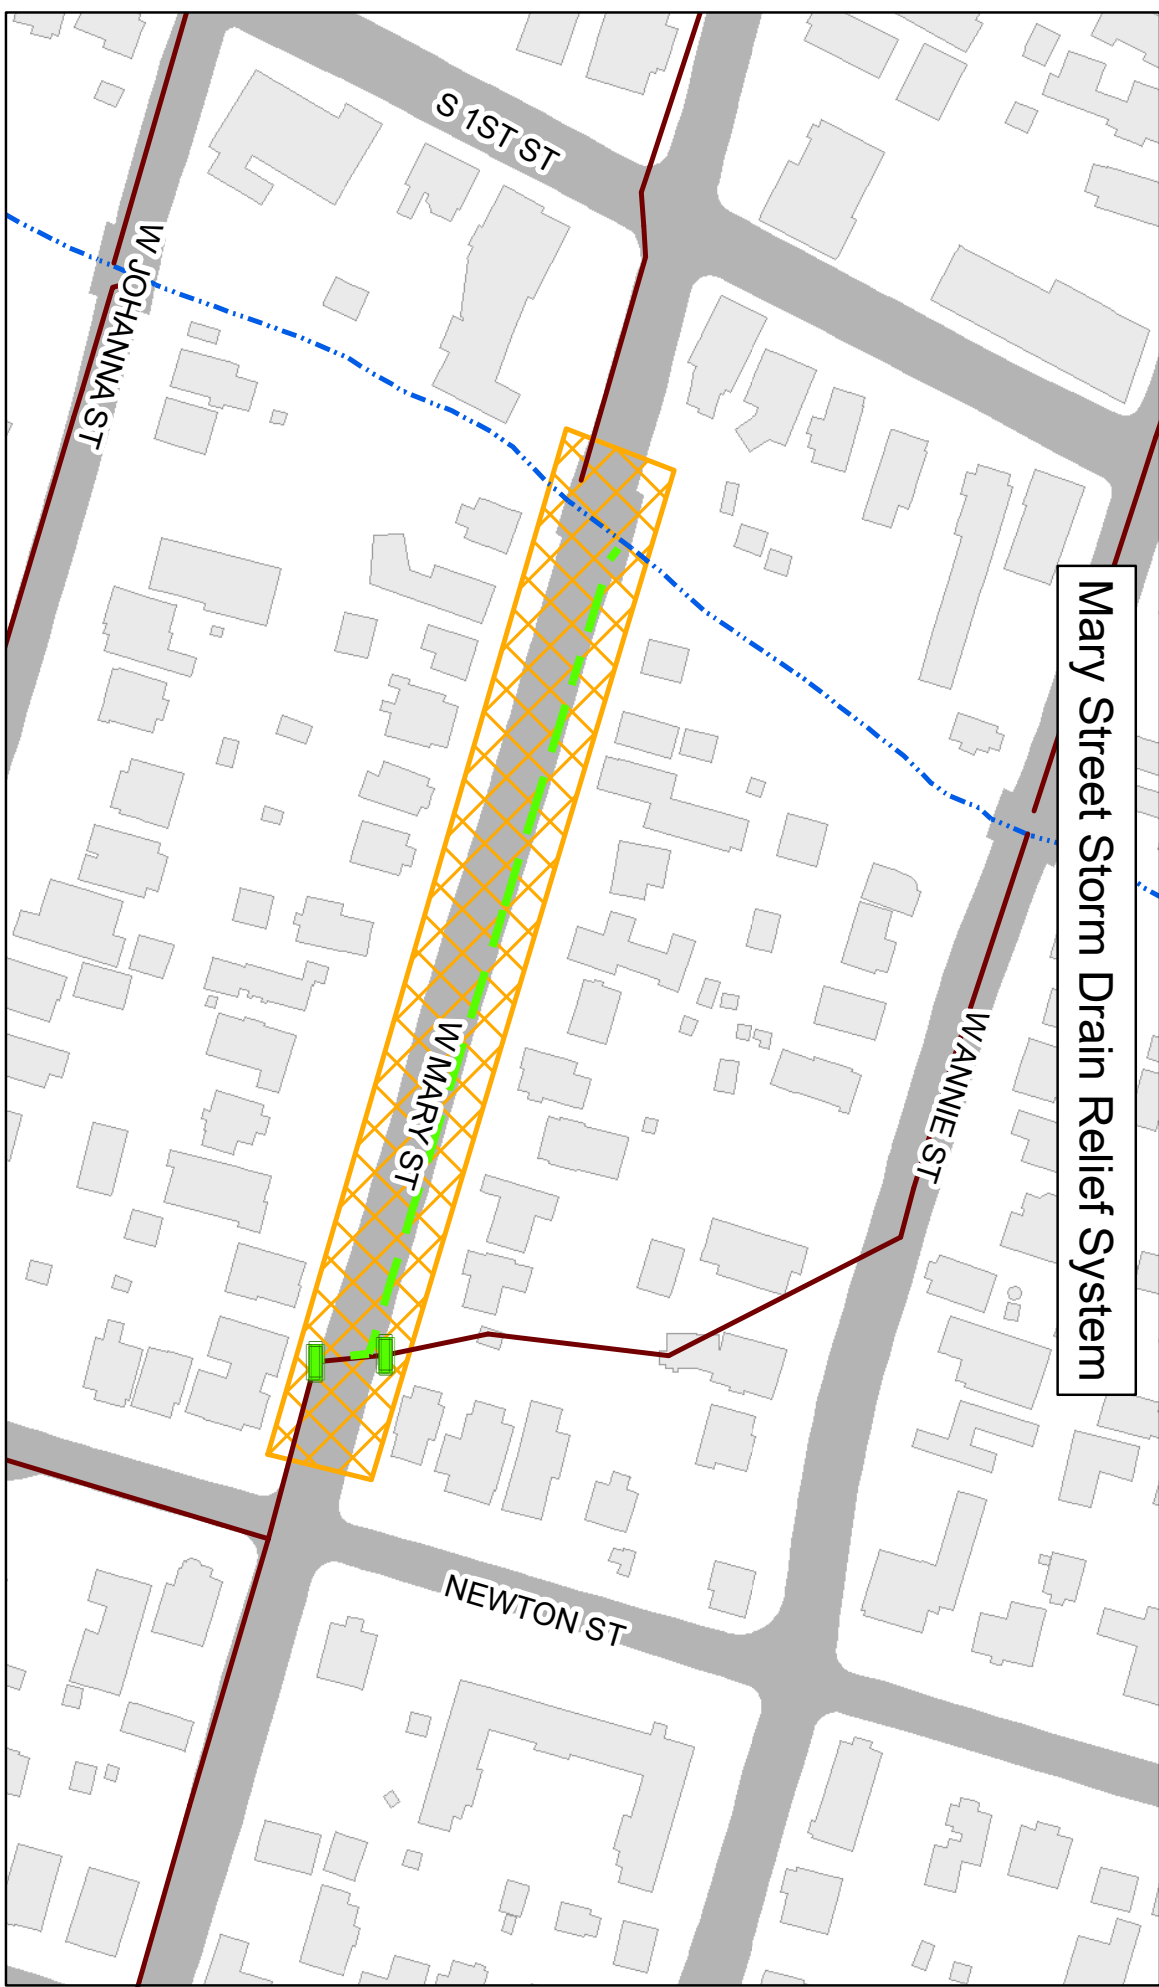 Mary Street Storm Drain Relief System
S 1ST ST
W JOHANNA ST
W MARY ST
W ANNIE ST
NEWTON ST